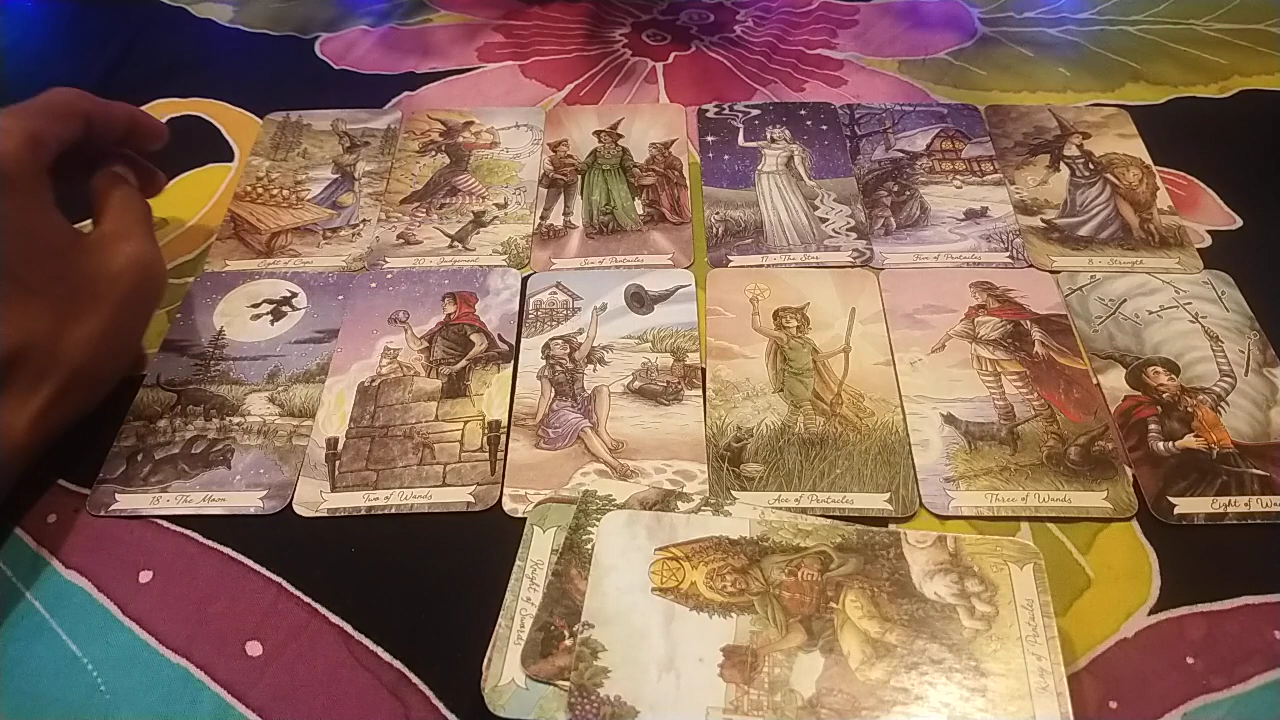 Eight of Cups
20 • Judgement
Six of Pentacles
17 • The Star
Five of Pentacles
8 • Strength
18 • The Moon
Two of Wands
Ace of Pentacles
Three of Wands
Eight of Wa
Knight of Swords
of Pentacles